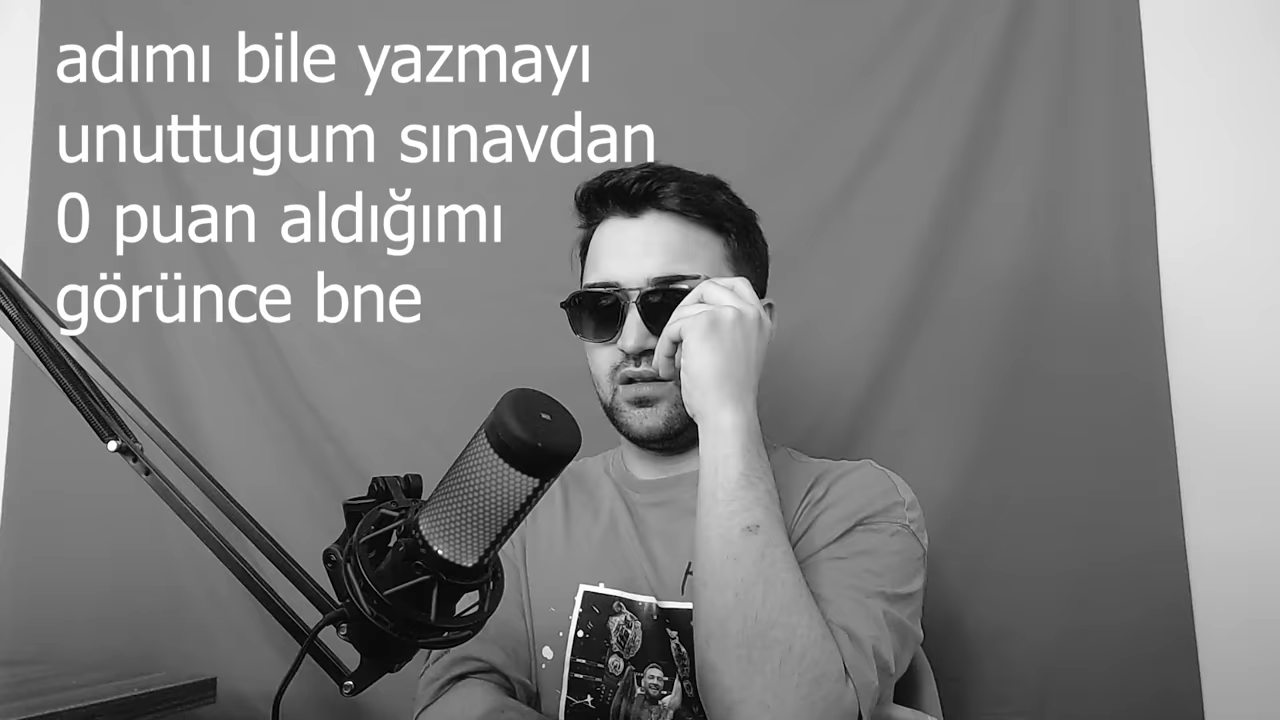 adımı bile yazmayı
unuttugum sınavdan
0 puan aldığımı
görünce bne